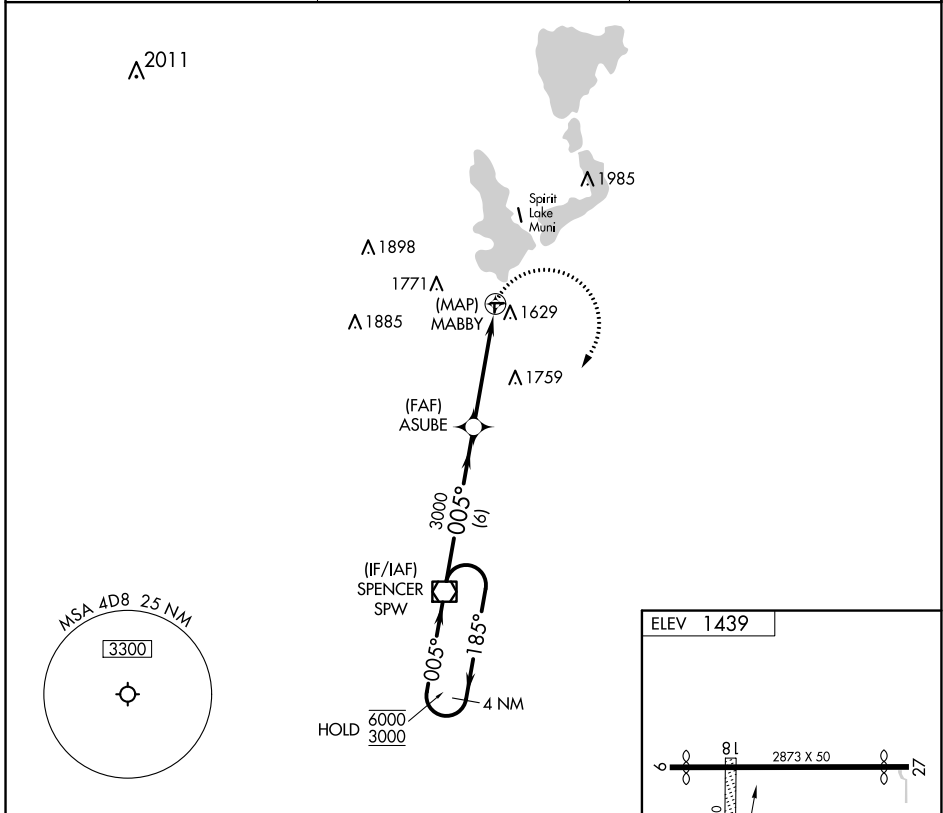 2011
1985
Spirit
Lake
Muni
1898
1771
(MAP)
MABBY
1629
1885
1759
(FAF)
ASUBE
3000
005°
(6)
(IF/IAF)
SPENCER
SPW
005°
185°
4 NM
HOLD 6000
3000
MSA 4D8 25 NM
3300
ELEV 1439
9
18
2873 X 50
27